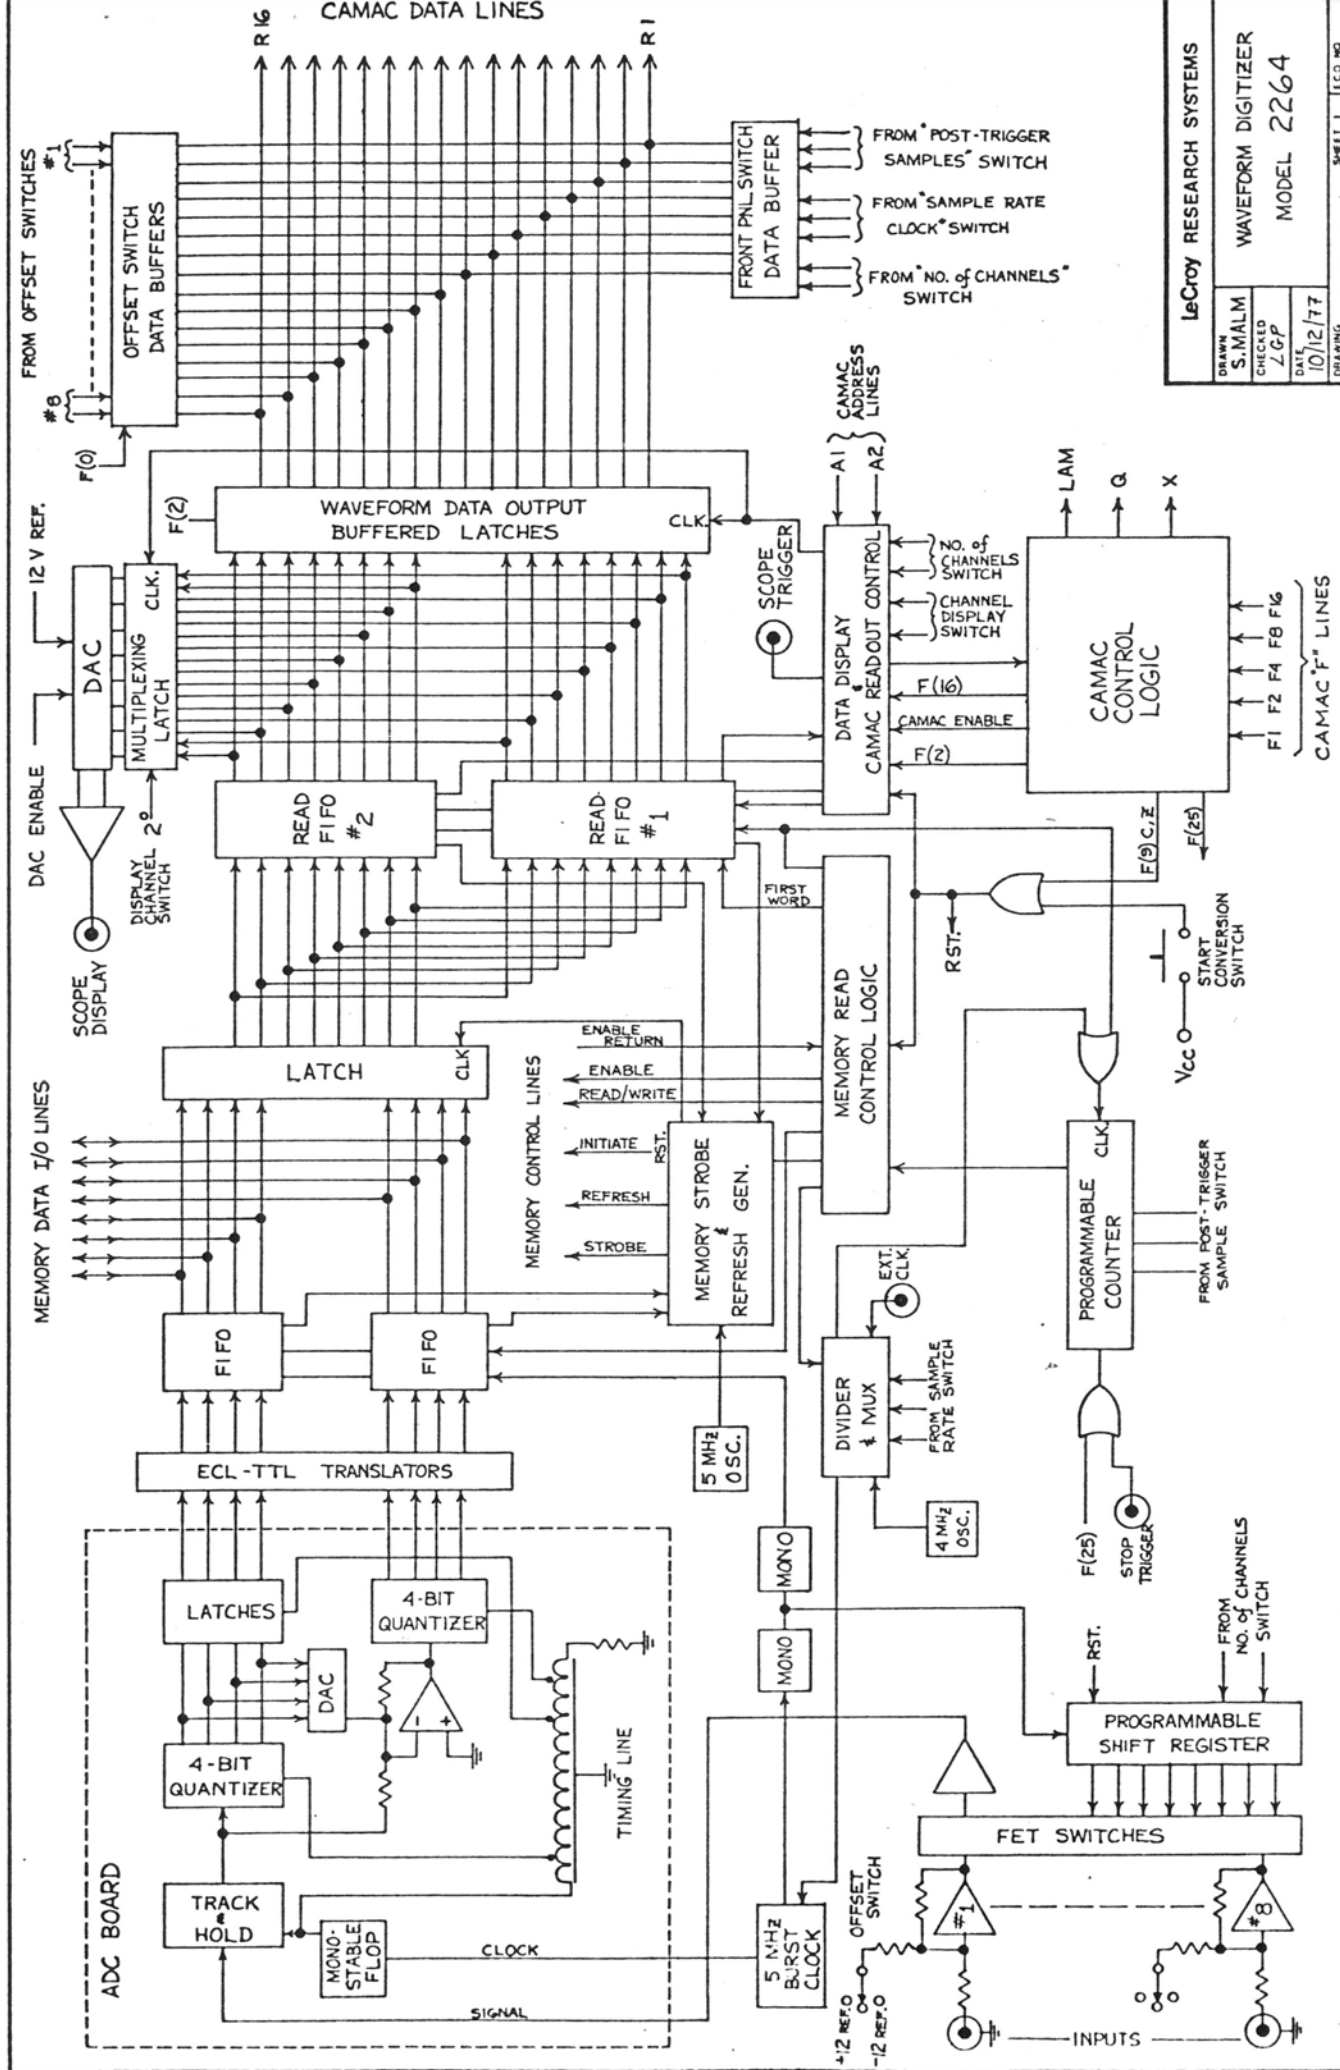 CAMAC DATA LINES
R 16
R 1
FROM OFFSET SWITCHES
#8
#1
OFFSET SWITCH
DATA BUFFERS
F(0)
FRONT PNL. SWITCH
DATA BUFFER
FROM "POST-TRIGGER
SAMPLES" SWITCH
FROM "SAMPLE RATE
CLOCK" SWITCH
FROM "NO. of CHANNELS"
SWITCH
LeCroy RESEARCH SYSTEMS
DRAWN
S. MALM
CHECKED
LGP
DATE
10/12/77
DRAWING
WAVEFORM DIGITIZER
MODEL 2264
SHEET 1
ECO NO
12 V REF.
DAC ENABLE
DAC
MULTIPLEXING
LATCH
CLK.
2⁰
DISPLAY
CHANNEL
SWITCH
SCOPE
DISPLAY
F(2)
WAVEFORM DATA OUTPUT
BUFFERED LATCHES
CLK.
SCOPE
TRIGGER
A1
A2
CAMAC
ADDRESS
LINES
DATA DISPLAY
&
CAMAC READOUT CONTROL
NO. of
CHANNELS
SWITCH
CHANNEL
DISPLAY
SWITCH
F(16)
CAMAC ENABLE
F(2)
CAMAC
CONTROL
LOGIC
LAM
Q
X
F1 F2 F4 F8 F16
CAMAC "F" LINES
F(9) C, Z
F(25)
READ
FIFO
#2
READ
FIFO
#1
FIRST
WORD
RST.
START
CONVERSION
SWITCH
Vcc
MEMORY DATA I/O LINES
LATCH
CLK
MEMORY CONTROL LINES
ENABLE
RETURN
ENABLE
READ/WRITE
INITIATE
REFRESH
STROBE
RST.
MEMORY STROBE
&
REFRESH GEN.
MEMORY READ
CONTROL LOGIC
CLK.
PROGRAMMABLE
COUNTER
FROM POST-TRIGGER
SAMPLE SWITCH
FIFO
FIFO
EXT.
CLK.
DIVIDER
& MUX
FROM SAMPLE
RATE SWITCH
5 MHz
OSC.
4 MHz
OSC.
ECL-TTL TRANSLATORS
F(25)
STOP
TRIGGER
ADC BOARD
LATCHES
4-BIT
QUANTIZER
DAC
-
+
4-BIT
QUANTIZER
TIMING LINE
TRACK
&
HOLD
MONO-
STABLE
FLOP
CLOCK
SIGNAL
MONO
MONO
5 MHz
BURST
CLOCK
RST.
FROM
NO. of CHANNELS
SWITCH
PROGRAMMABLE
SHIFT REGISTER
FET SWITCHES
OFFSET
SWITCH
+12 REF.
-12 REF.
#1
#8
INPUTS